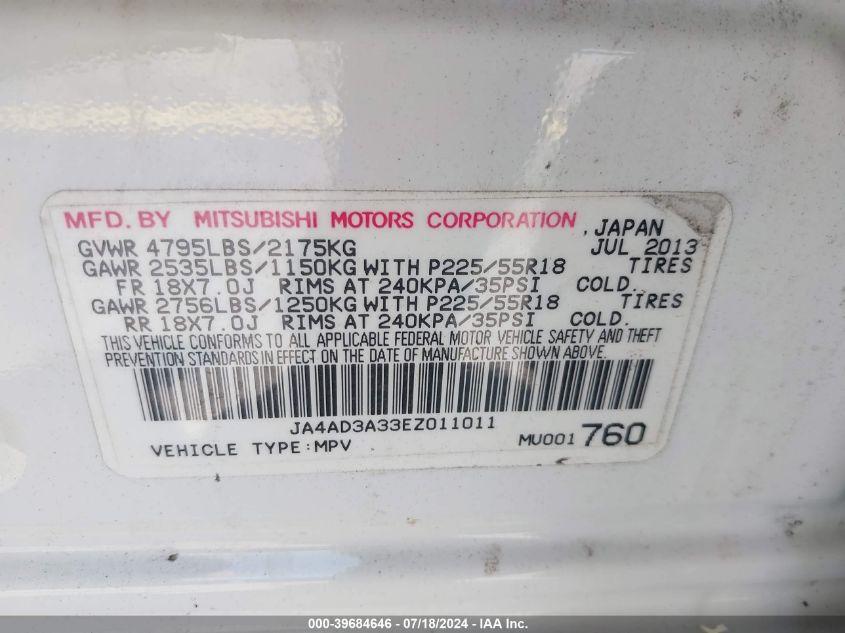 MFD. BY MITSUBISHI MOTORS CORPORATION , JAPAN
GVWR 4795LBS/2175KG JUL 2013
GAWR 2535LBS/1150KG WITH P225/55R18 TIRES
FR 18X7.0J RIMS AT 240KPA/35PSI COLD.
GAWR 2756LBS/1250KG WITH P225/55R18 TIRES
RR 18X7.0J RIMS AT 240KPA/35PSI COLD.
THIS VEHICLE CONFORMS TO ALL APPLICABLE FEDERAL MOTOR VEHICLE SAFETY AND THEFT
PREVENTION STANDARDS IN EFFECT ON THE DATE OF MANUFACTURE SHOWN ABOVE.
JA4AD3A33EZ011011
VEHICLE TYPE:MPV MU001 760
000-39684646 - 07/18/2024 - IAA Inc.